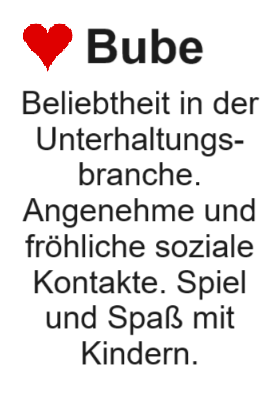 Bube
Beliebtheit in der
Unterhaltungs-
branche.
Angenehme und
fröhliche soziale
Kontakte. Spiel
und Spaß mit
Kindern.